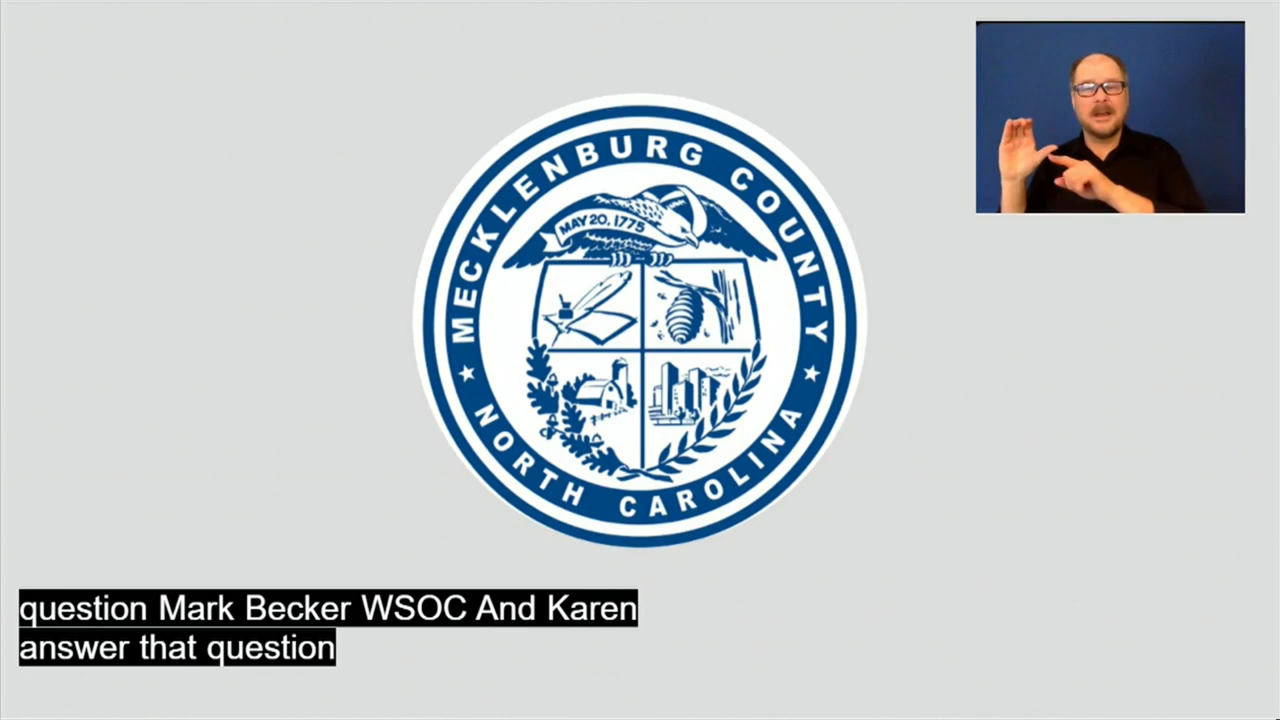 MECKLENBURG COUNTY
MAY 20, 1775
NORTH CAROLINA
question Mark Becker WSOC And Karen
answer that question